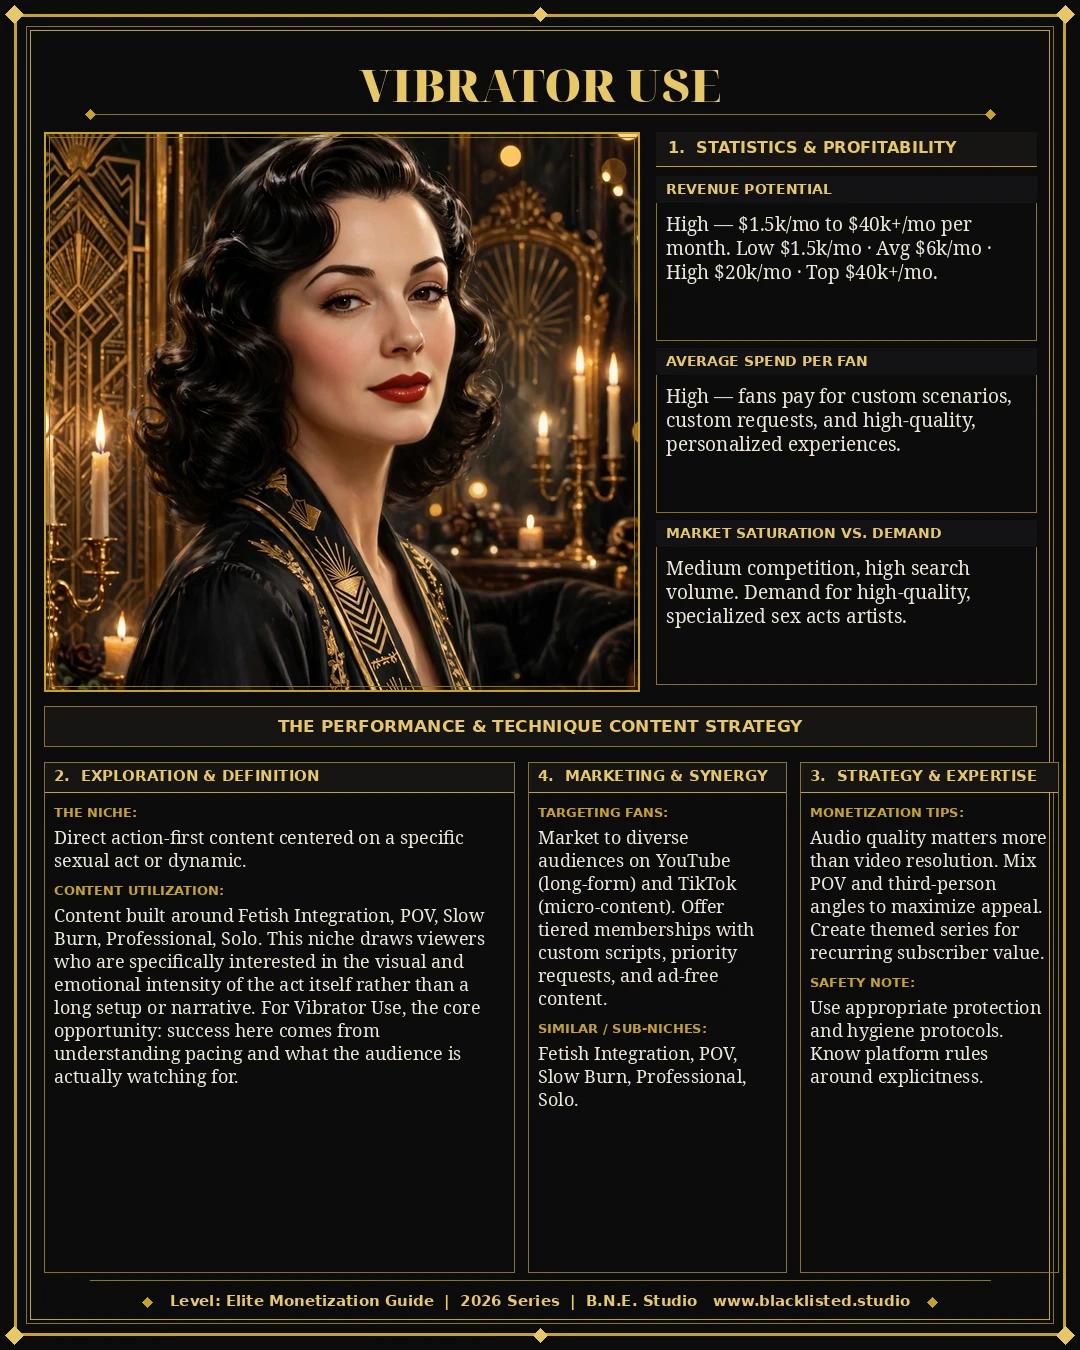 VIBRATOR USE
1.  STATISTICS & PROFITABILITY
REVENUE POTENTIAL
High — $1.5k/mo to $40k+/mo per
month. Low $1.5k/mo · Avg $6k/mo ·
High $20k/mo · Top $40k+/mo.
AVERAGE SPEND PER FAN
High — fans pay for custom scenarios,
custom requests, and high-quality,
personalized experiences.
MARKET SATURATION VS. DEMAND
Medium competition, high search
volume. Demand for high-quality,
specialized sex acts artists.
THE PERFORMANCE & TECHNIQUE CONTENT STRATEGY
2.  EXPLORATION & DEFINITION
THE NICHE:
Direct action-first content centered on a specific
sexual act or dynamic.
CONTENT UTILIZATION:
Content built around Fetish Integration, POV, Slow
Burn, Professional, Solo. This niche draws viewers
who are specifically interested in the visual and
emotional intensity of the act itself rather than a
long setup or narrative. For Vibrator Use, the core
opportunity: success here comes from
understanding pacing and what the audience is
actually watching for.
4.  MARKETING & SYNERGY
TARGETING FANS:
Market to diverse
audiences on YouTube
(long-form) and TikTok
(micro-content). Offer
tiered memberships with
custom scripts, priority
requests, and ad-free
content.
SIMILAR / SUB-NICHES:
Fetish Integration, POV,
Slow Burn, Professional,
Solo.
3.  STRATEGY & EXPERTISE
MONETIZATION TIPS:
Audio quality matters more
than video resolution. Mix
POV and third-person
angles to maximize appeal.
Create themed series for
recurring subscriber value.
SAFETY NOTE:
Use appropriate protection
and hygiene protocols.
Know platform rules
around explicitness.
Level: Elite Monetization Guide  |  2026 Series  |  B.N.E. Studio   www.blacklisted.studio